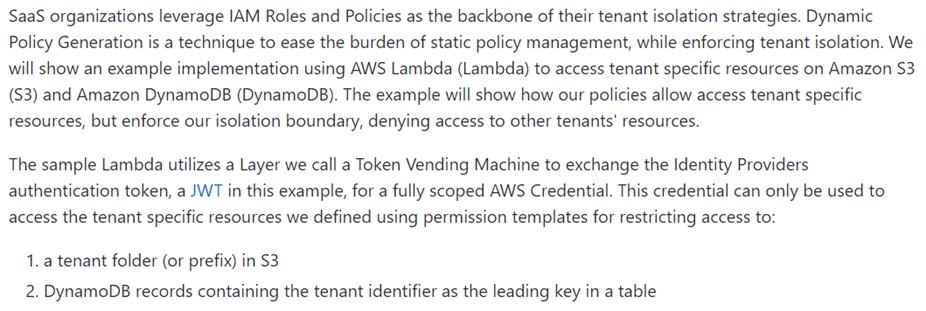 SaaS organizations leverage IAM Roles and Policies as the backbone of their tenant isolation strategies. Dynamic
Policy Generation is a technique to ease the burden of static policy management, while enforcing tenant isolation. We
will show an example implementation using AWS Lambda (Lambda) to access tenant specific resources on Amazon S3
(S3) and Amazon DynamoDB (DynamoDB). The example will show how our policies allow access tenant specific
resources, but enforce our isolation boundary, denying access to other tenants' resources.
The sample Lambda utilizes a Layer we call a Token Vending Machine to exchange the Identity Providers
authentication token, a JWT in this example, for a fully scoped AWS Credential. This credential can only be used to
access the tenant specific resources we defined using permission templates for restricting access to:
1. a tenant folder (or prefix) in S3
2. DynamoDB records containing the tenant identifier as the leading key in a table